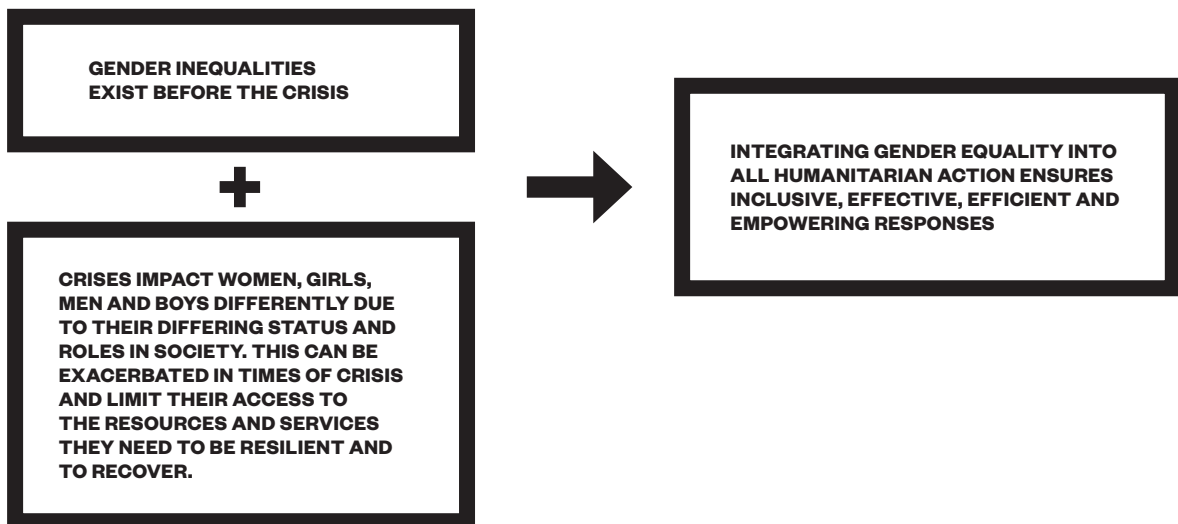 GENDER INEQUALITIES
EXIST BEFORE THE CRISIS
+
CRISES IMPACT WOMEN, GIRLS,
MEN AND BOYS DIFFERENTLY DUE
TO THEIR DIFFERING STATUS AND
ROLES IN SOCIETY. THIS CAN BE
EXACERBATED IN TIMES OF CRISIS
AND LIMIT THEIR ACCESS TO
THE RESOURCES AND SERVICES
THEY NEED TO BE RESILIENT AND
TO RECOVER.
INTEGRATING GENDER EQUALITY INTO
ALL HUMANITARIAN ACTION ENSURES
INCLUSIVE, EFFECTIVE, EFFICIENT AND
EMPOWERING RESPONSES